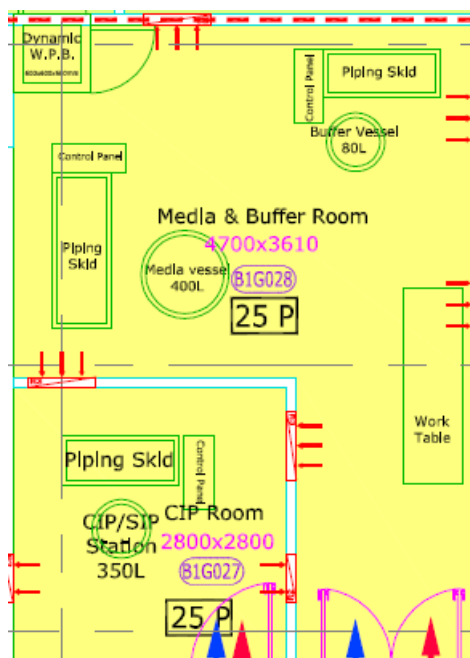 Dynamic
W.P.B.
600x600x560mm
Control Panel
Piping Skid
Buffer Vessel
80L
Control Panel
Piping Skid
Media & Buffer Room
4700x3610
Media vessel
400L
B1G028
25 P
Work
Table
Piping Skid
Control Panel
CIP/SIP
Station
350L
CIP Room
2800x2800
B1G027
25 P